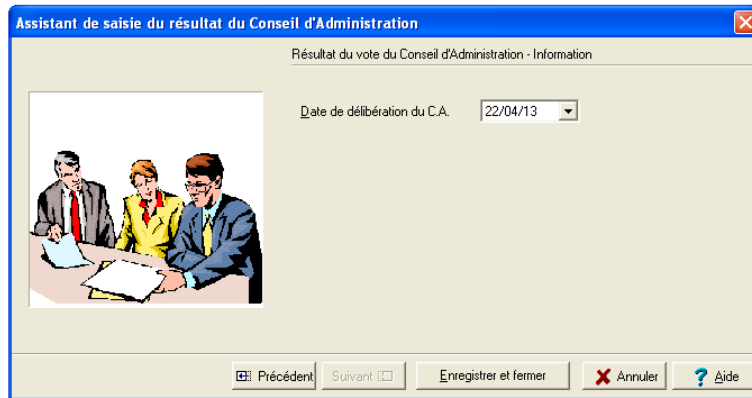 Assistant de saisie du résultat du Conseil d'Administration
Résultat du vote du Conseil d'Administration - Information
Date de délibération du C.A. 22/04/13
Précédent Suivant Enregistrer et fermer Annuler Aide